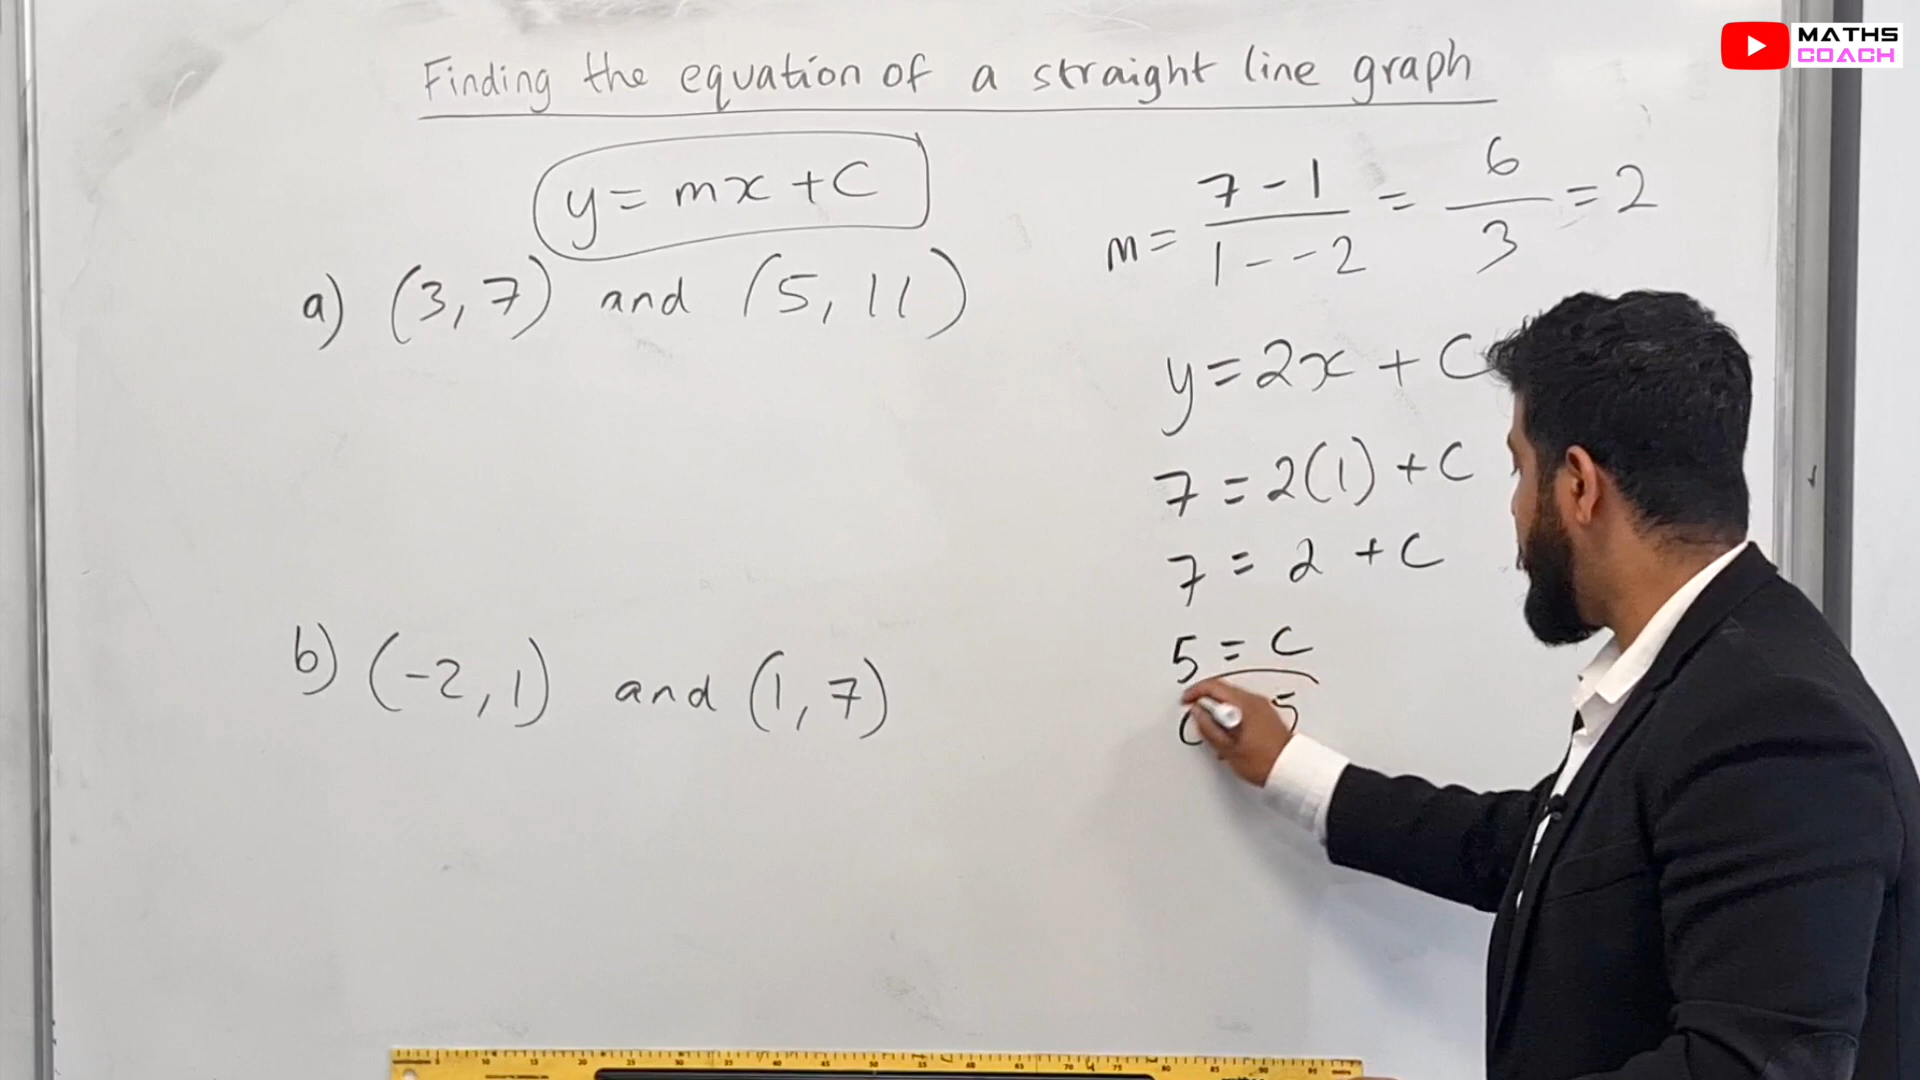 Finding the equation of a straight line graph
y = mx + C
a) (3, 7) and (5, 11)
b) (-2, 1) and (1, 7)
m = 7 - 1 / 1 - -2 = 6 / 3 = 2
y = 2x + C
7 = 2(1) + C
7 = 2 + C
5 = C
C 5
MATHS
COACH